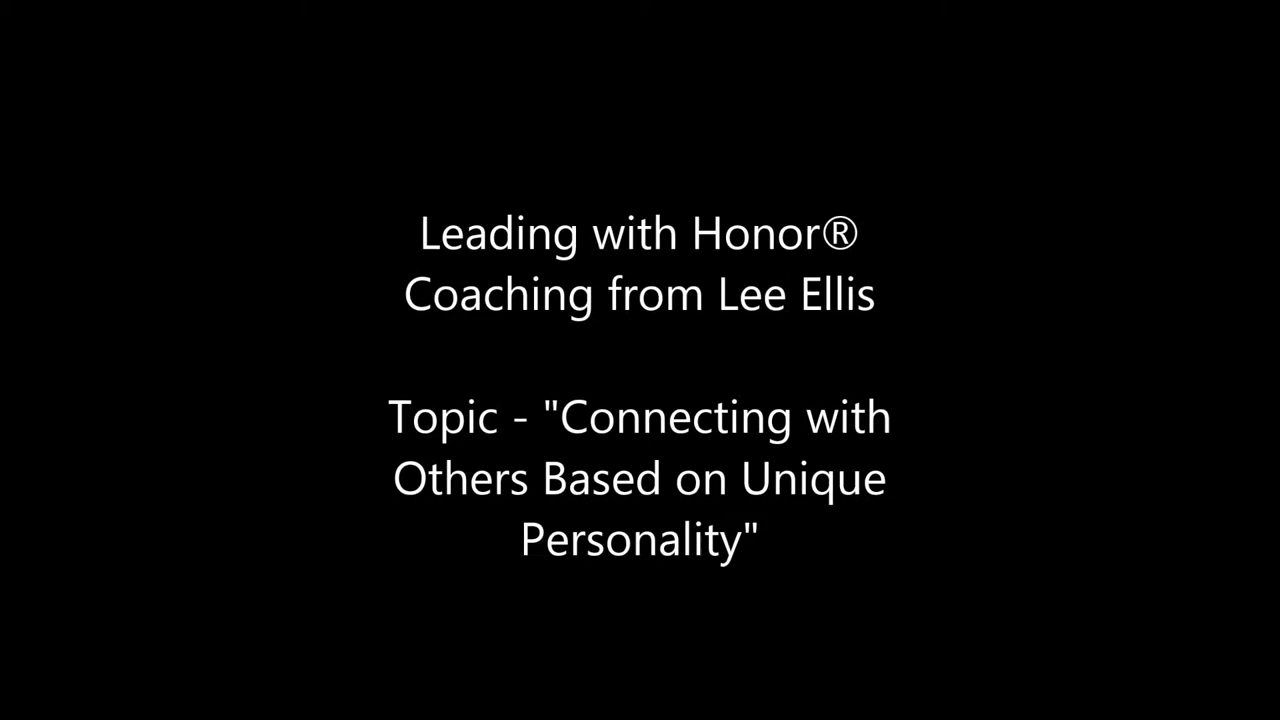 Leading with Honor®
Coaching from Lee Ellis
Topic - "Connecting with
Others Based on Unique
Personality"